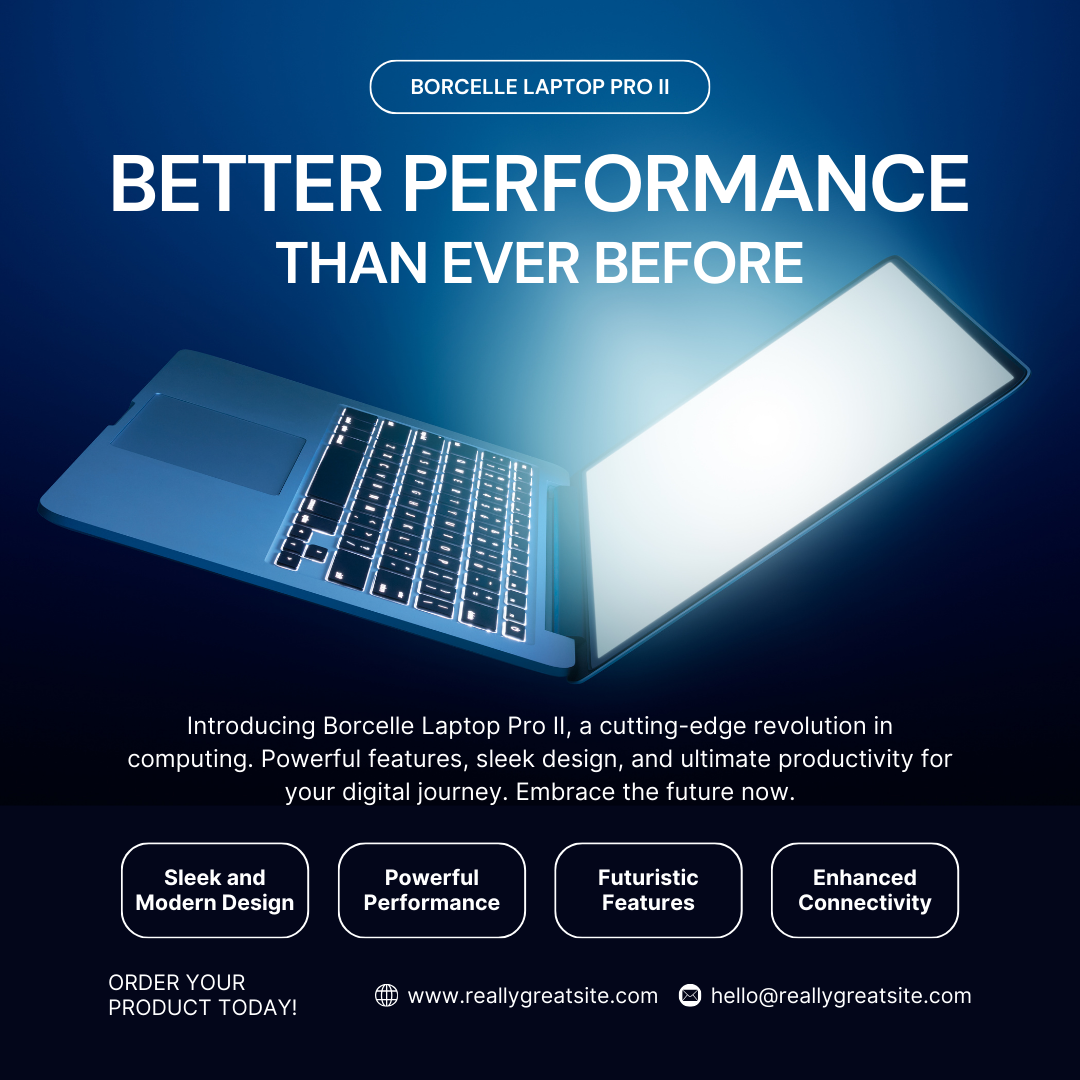 BORCELLE LAPTOP PRO II
BETTER PERFORMANCE
THAN EVER BEFORE
Introducing Borcelle Laptop Pro II, a cutting-edge revolution in
computing. Powerful features, sleek design, and ultimate productivity for
your digital journey. Embrace the future now.
Sleek and
Modern Design
Powerful
Performance
Futuristic
Features
Enhanced
Connectivity
ORDER YOUR
PRODUCT TODAY!
www.reallygreatsite.com
hello@reallygreatsite.com